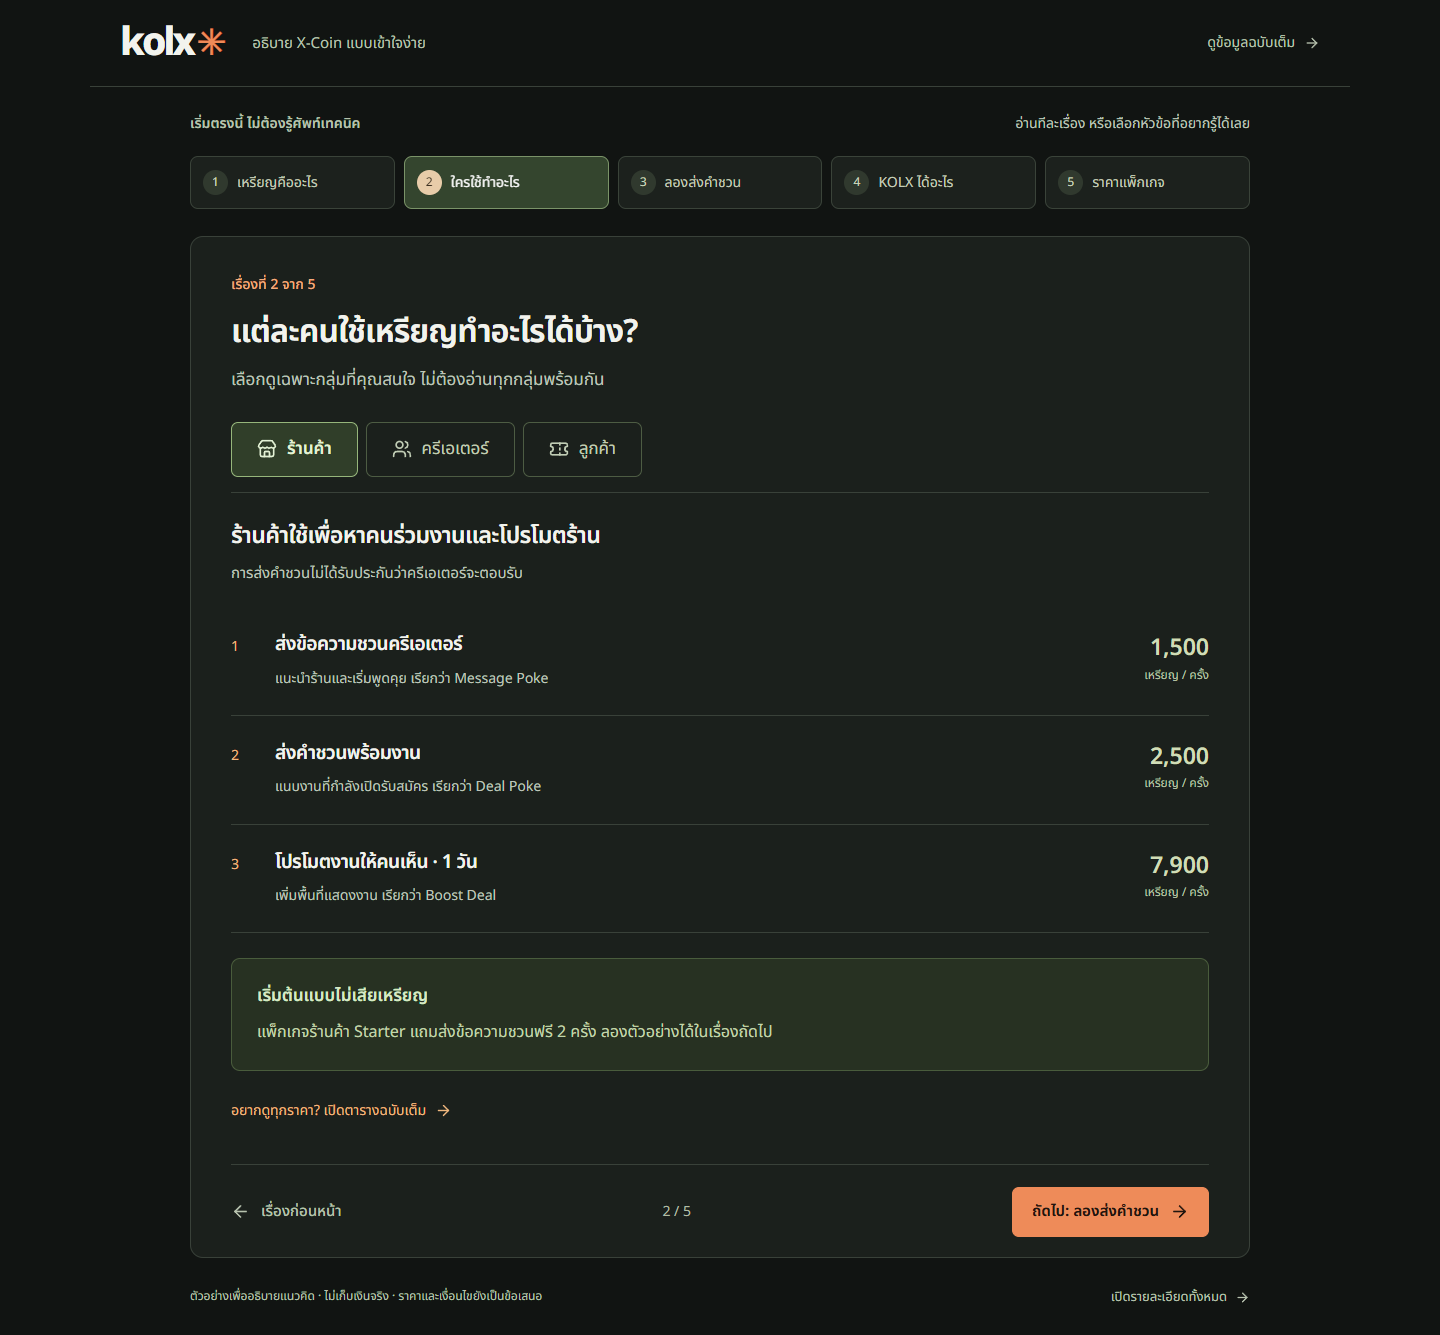 kolx
อธิบาย X-Coin แบบเข้าใจง่าย
ดูข้อมูลฉบับเต็ม →
เริ่มตรงนี้ ไม่ต้องรู้ศัพท์เทคนิค
อ่านทีละเรื่อง หรือเลือกหัวข้อที่อยากรู้ได้เลย
1 เหรียญคืออะไร
2 ใครใช้ทำอะไร
3 ลองส่งคำชวน
4 KOLX ได้อะไร
5 ราคาแพ็กเกจ
เรื่องที่ 2 จาก 5
แต่ละคนใช้เหรียญทำอะไรได้บ้าง?
เลือกดูเฉพาะกลุ่มที่คุณสนใจ ไม่ต้องอ่านทุกกลุ่มพร้อมกัน
ร้านค้า
ครีเอเตอร์
ลูกค้า
ร้านค้าใช้เพื่อหาคนร่วมงานและโปรโมตร้าน
การส่งคำชวนไม่ได้รับประกันว่าครีเอเตอร์จะตอบรับ
1 ส่งข้อความชวนครีเอเตอร์ 1,500
แนะนำร้านและเริ่มพูดคุย เรียกว่า Message Poke เหรียญ / ครั้ง
2 ส่งคำชวนพร้อมงาน 2,500
แนบงานที่กำลังเปิดรับสมัคร เรียกว่า Deal Poke เหรียญ / ครั้ง
3 โปรโมตงานให้คนเห็น · 1 วัน 7,900
เพิ่มพื้นที่แสดงงาน เรียกว่า Boost Deal เหรียญ / ครั้ง
เริ่มต้นแบบไม่เสียเหรียญ
แพ็กเกจร้านค้า Starter แถมส่งข้อความชวนฟรี 2 ครั้ง ลองตัวอย่างได้ในเรื่องถัดไป
อยากดูทุกราคา? เปิดตารางฉบับเต็ม →
← เรื่องก่อนหน้า
2 / 5
ถัดไป: ลองส่งคำชวน →
ตัวอย่างเพื่ออธิบายแนวคิด · ไม่เก็บเงินจริง · ราคาและเงื่อนไขยังเป็นข้อเสนอ
เปิดรายละเอียดทั้งหมด →